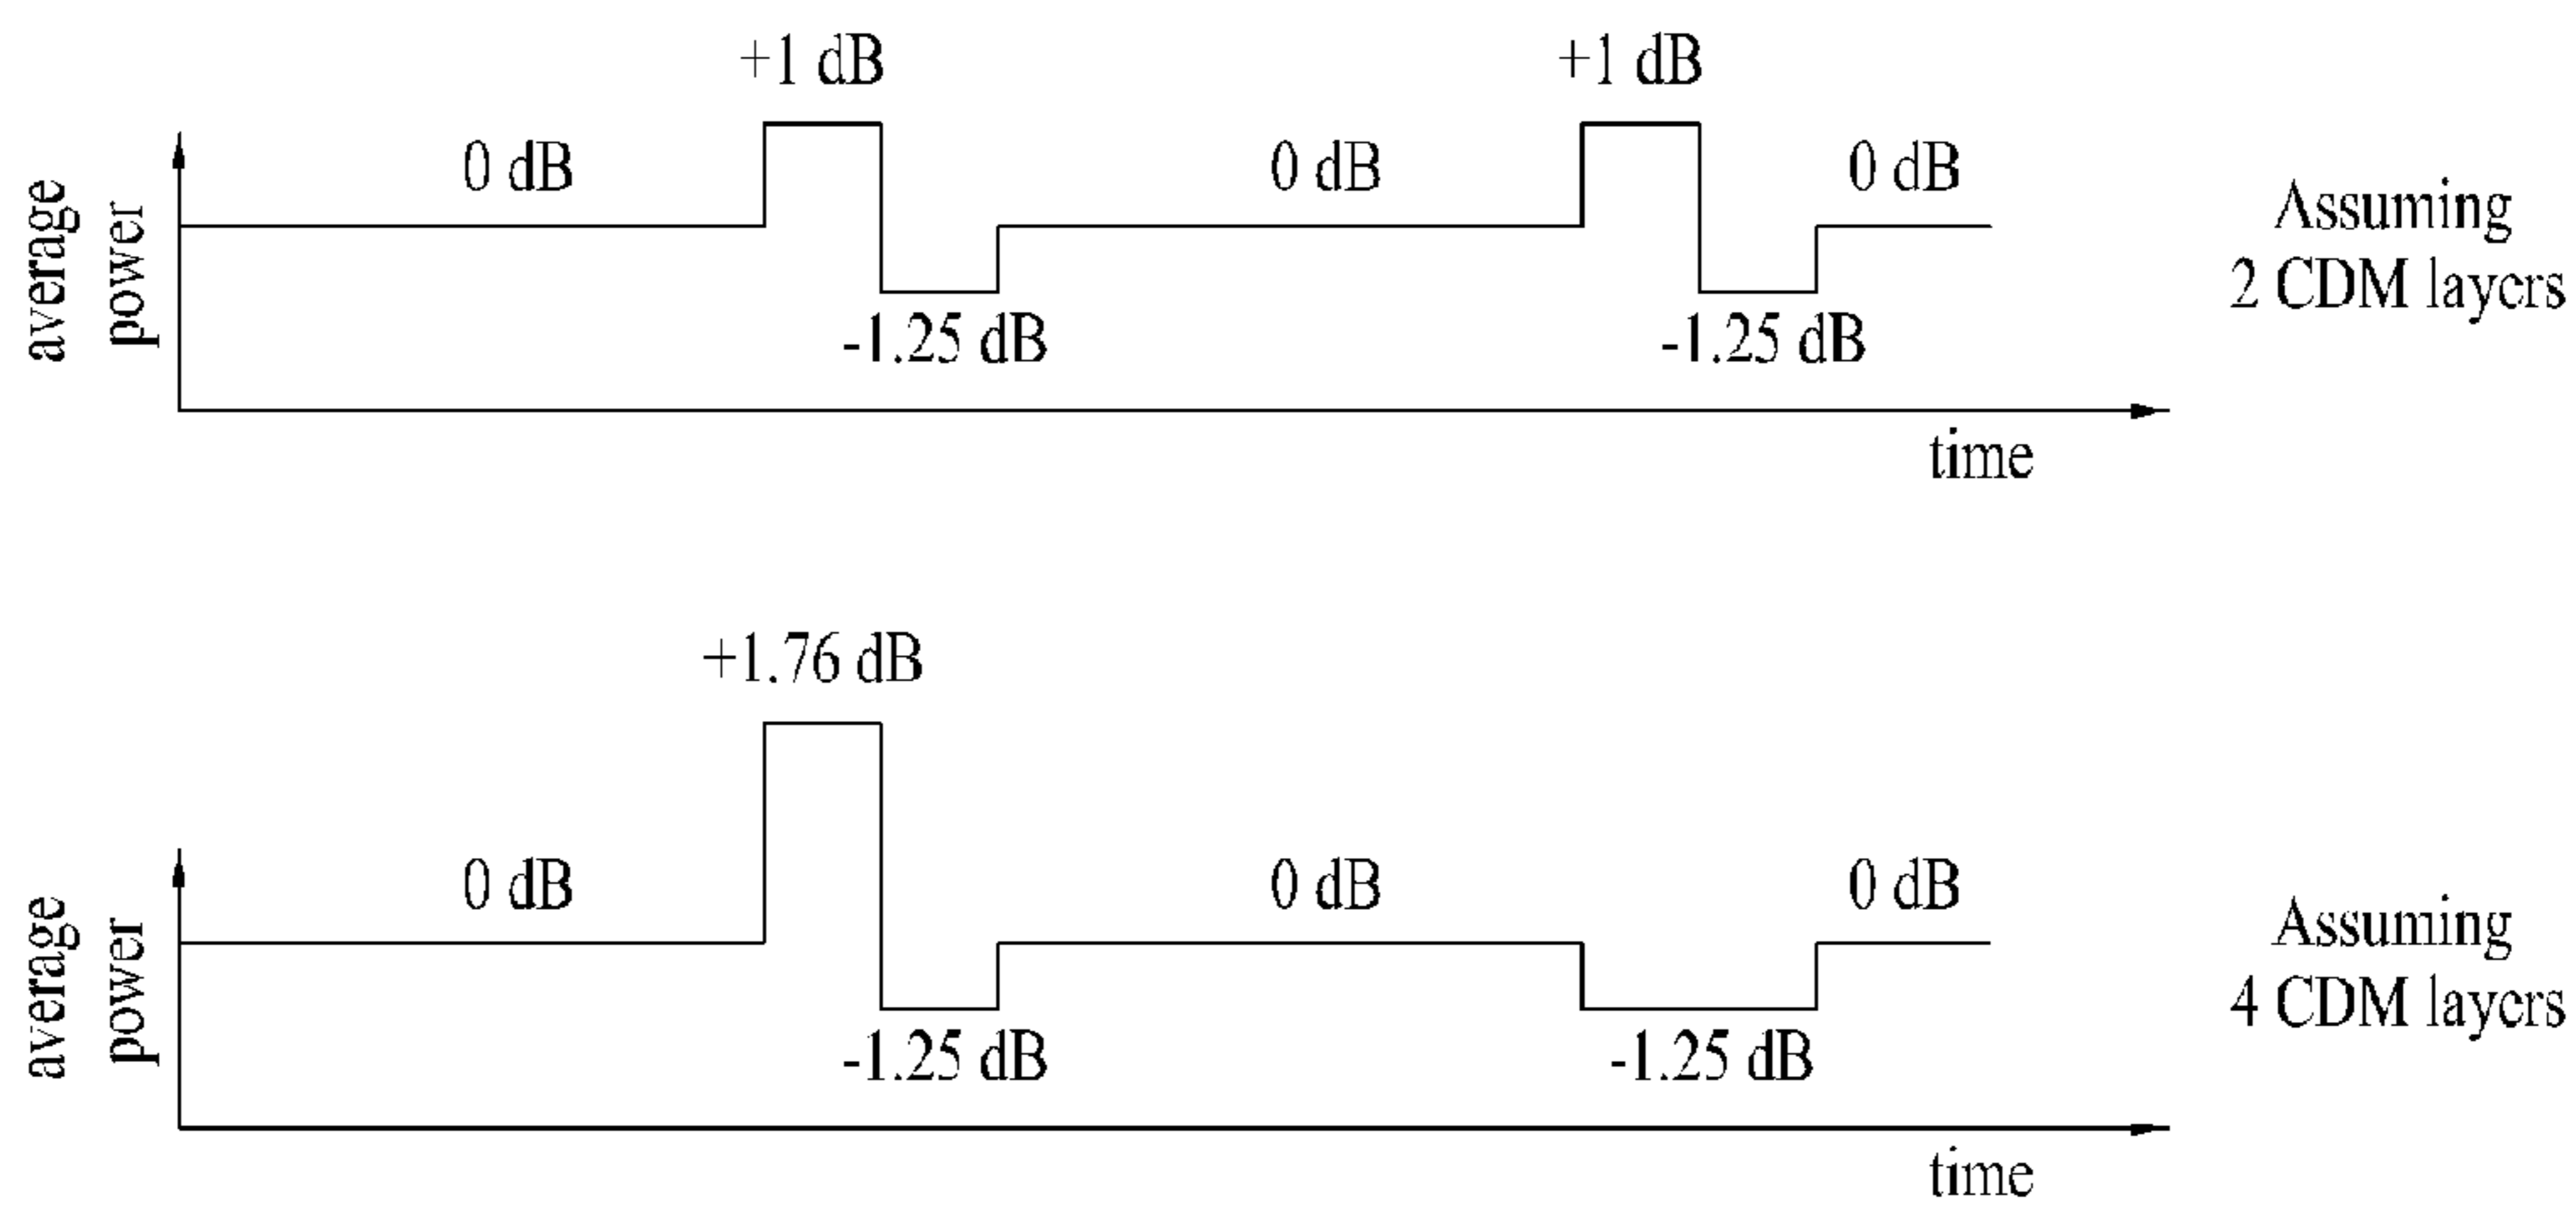 +1 dB
+1 dB
0 dB
0 dB
0 dB
average
power
Assuming
2 CDM layers
-1.25 dB
-1.25 dB
time
+1.76 dB
0 dB
0 dB
0 dB
average
power
Assuming
4 CDM layers
-1.25 dB
-1.25 dB
time